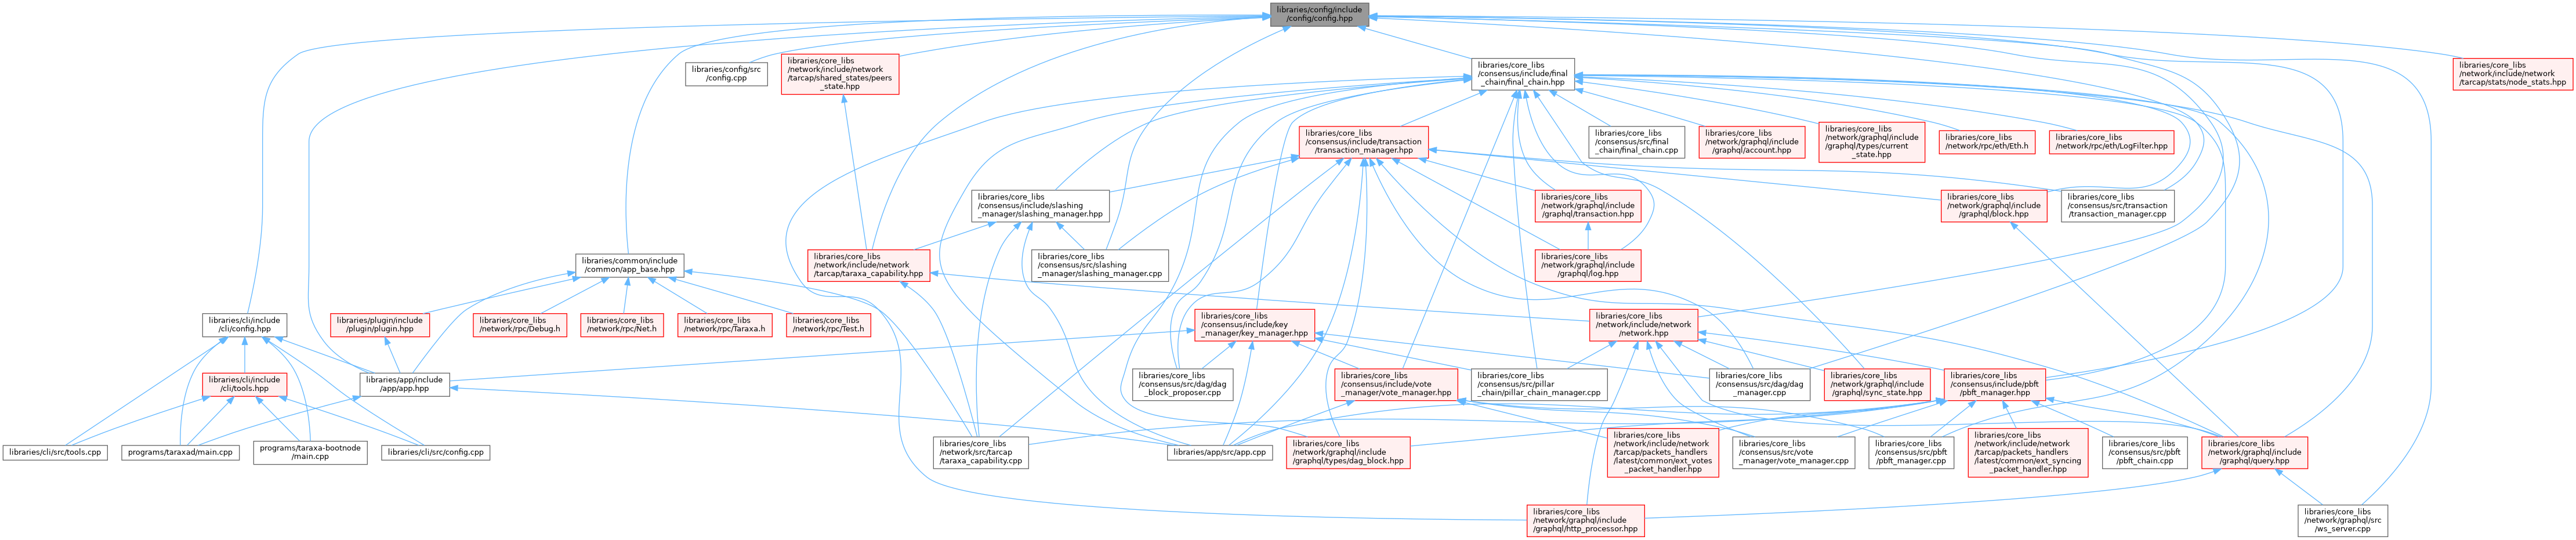 libraries/config/include
/config/config.hpp
libraries/config/src
/config.cpp
libraries/core_libs
/network/include/network
/tarcap/shared_states/peers
_state.hpp
libraries/core_libs
/consensus/include/final
_chain/final_chain.hpp
libraries/core_libs
/network/include/network
/tarcap/stats/node_stats.hpp
libraries/core_libs
/consensus/include/transaction
/transaction_manager.hpp
libraries/core_libs
/consensus/src/final
_chain/final_chain.cpp
libraries/core_libs
/network/graphql/include
/graphql/account.hpp
libraries/core_libs
/network/graphql/include
/graphql/types/current
_state.hpp
libraries/core_libs
/network/rpc/eth/Eth.h
libraries/core_libs
/network/rpc/eth/LogFilter.hpp
libraries/core_libs
/consensus/include/slashing
_manager/slashing_manager.hpp
libraries/core_libs
/network/graphql/include
/graphql/transaction.hpp
libraries/core_libs
/network/graphql/include
/graphql/block.hpp
libraries/core_libs
/consensus/src/transaction
/transaction_manager.cpp
libraries/common/include
/common/app_base.hpp
libraries/core_libs
/network/include/network
/tarcap/taraxa_capability.hpp
libraries/core_libs
/consensus/src/slashing
_manager/slashing_manager.cpp
libraries/core_libs
/network/graphql/include
/graphql/log.hpp
libraries/cli/include
/cli/config.hpp
libraries/plugin/include
/plugin/plugin.hpp
libraries/core_libs
/network/rpc/Debug.h
libraries/core_libs
/network/rpc/Net.h
libraries/core_libs
/network/rpc/Taraxa.h
libraries/core_libs
/network/rpc/Test.h
libraries/core_libs
/consensus/include/key
_manager/key_manager.hpp
libraries/core_libs
/network/include/network
/network.hpp
libraries/cli/include
/cli/tools.hpp
libraries/app/include
/app/app.hpp
libraries/core_libs
/consensus/src/dag/dag
_block_proposer.cpp
libraries/core_libs
/consensus/include/vote
_manager/vote_manager.hpp
libraries/core_libs
/consensus/src/pillar
_chain/pillar_chain_manager.cpp
libraries/core_libs
/consensus/src/dag/dag
_manager.cpp
libraries/core_libs
/network/graphql/include
/graphql/sync_state.hpp
libraries/core_libs
/consensus/include/pbft
/pbft_manager.hpp
libraries/cli/src/tools.cpp
programs/taraxad/main.cpp
programs/taraxa-bootnode
/main.cpp
libraries/cli/src/config.cpp
libraries/core_libs
/network/src/tarcap
/taraxa_capability.cpp
libraries/app/src/app.cpp
libraries/core_libs
/network/graphql/include
/graphql/types/dag_block.hpp
libraries/core_libs
/network/include/network
/tarcap/packets_handlers
/latest/common/ext_votes
_packet_handler.hpp
libraries/core_libs
/consensus/src/vote
_manager/vote_manager.cpp
libraries/core_libs
/consensus/src/pbft
/pbft_manager.cpp
libraries/core_libs
/network/include/network
/tarcap/packets_handlers
/latest/common/ext_syncing
_packet_handler.hpp
libraries/core_libs
/consensus/src/pbft
/pbft_chain.cpp
libraries/core_libs
/network/graphql/include
/graphql/query.hpp
libraries/core_libs
/network/graphql/include
/graphql/http_processor.hpp
libraries/core_libs
/network/graphql/src
/ws_server.cpp